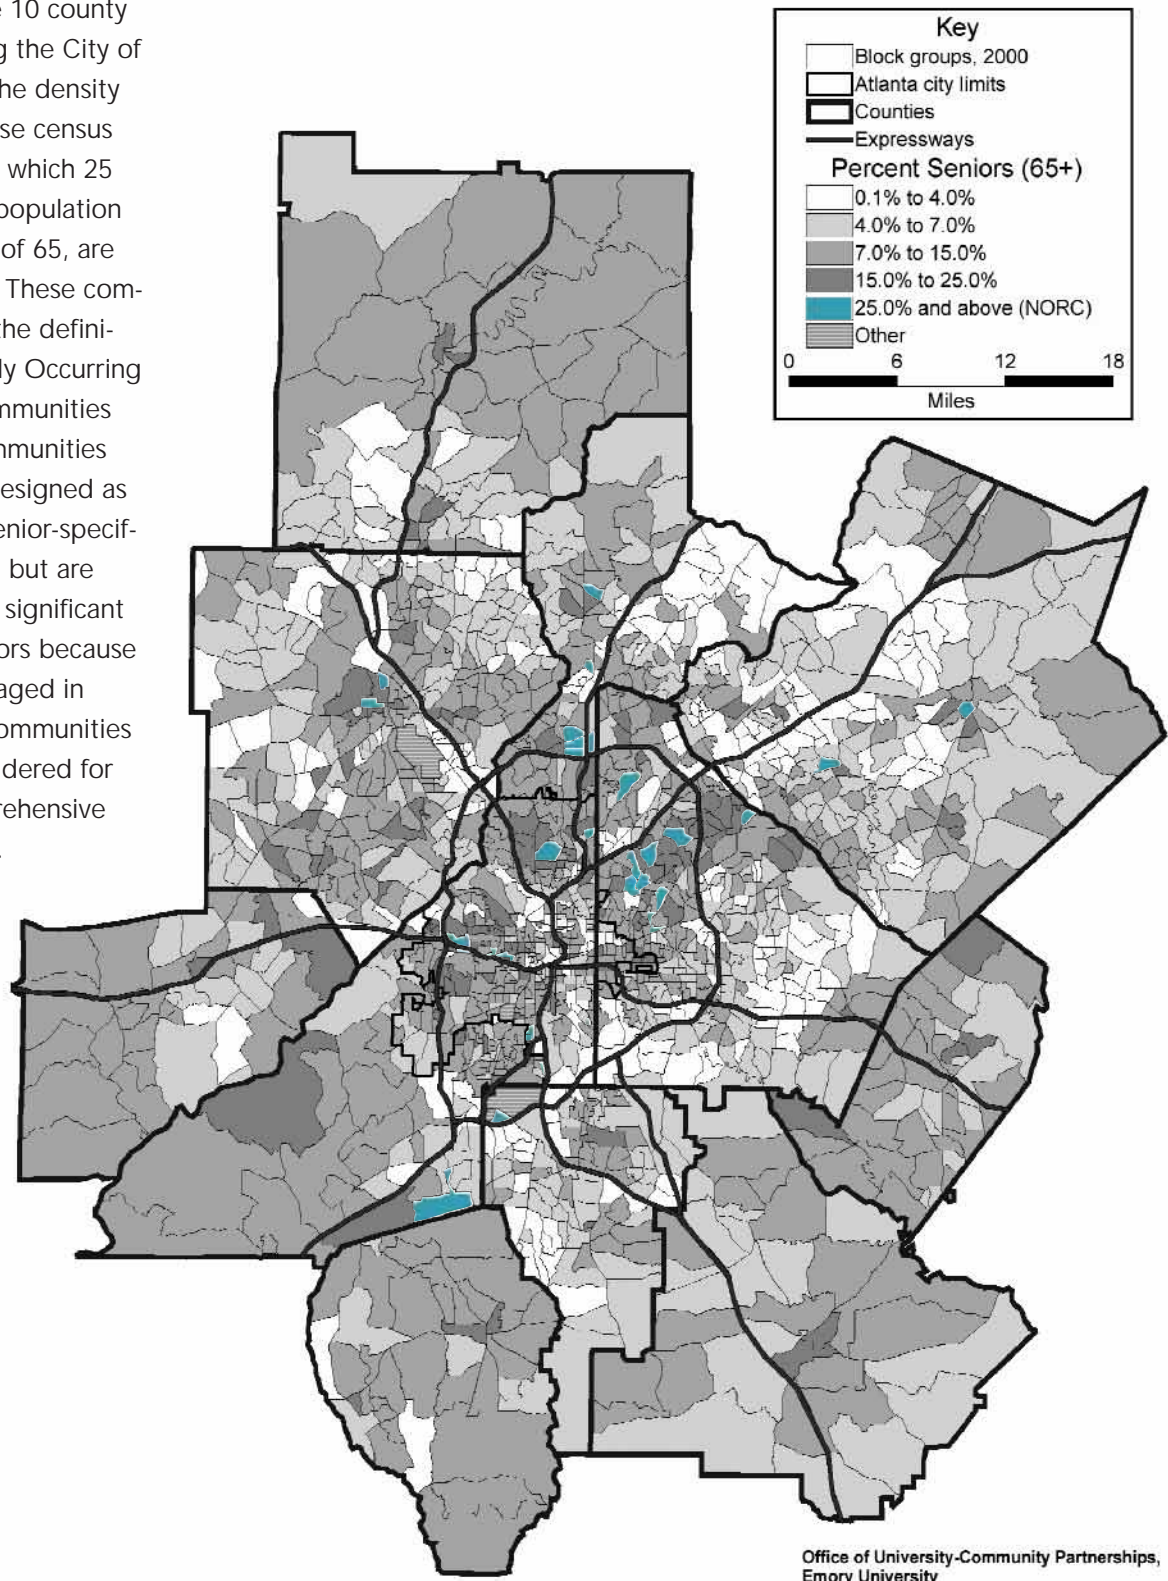 10 county
g the City of
he density
se census
which 25
population
of 65, are
These com-
the defini-
ly Occurring
mmunities
mmunities
esigned as
enior-specif-
but are
significant
ors because
aged in
ommunities
dered for
rehensive
Key
Block groups, 2000
Atlanta city limits
Counties
Expressways
Percent Seniors (65+)
0.1% to 4.0%
4.0% to 7.0%
7.0% to 15.0%
15.0% to 25.0%
25.0% and above (NORC)
Other
0 6 12 18
Miles
Office of University-Community Partnerships,
Emory University